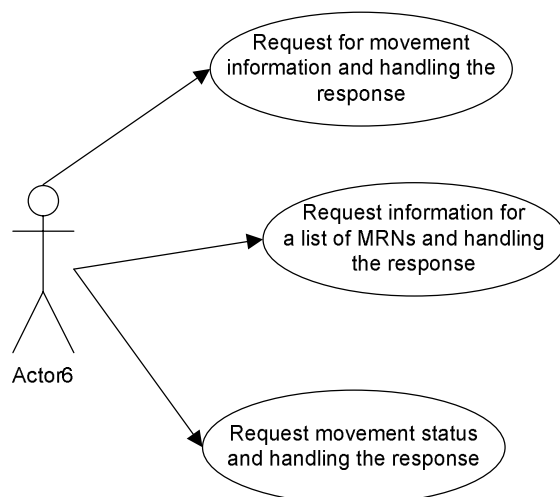 Request for movement
information and handling the
response
Request information for
a list of MRNs and handling
the response
Actor6
Request movement status
and handling the response